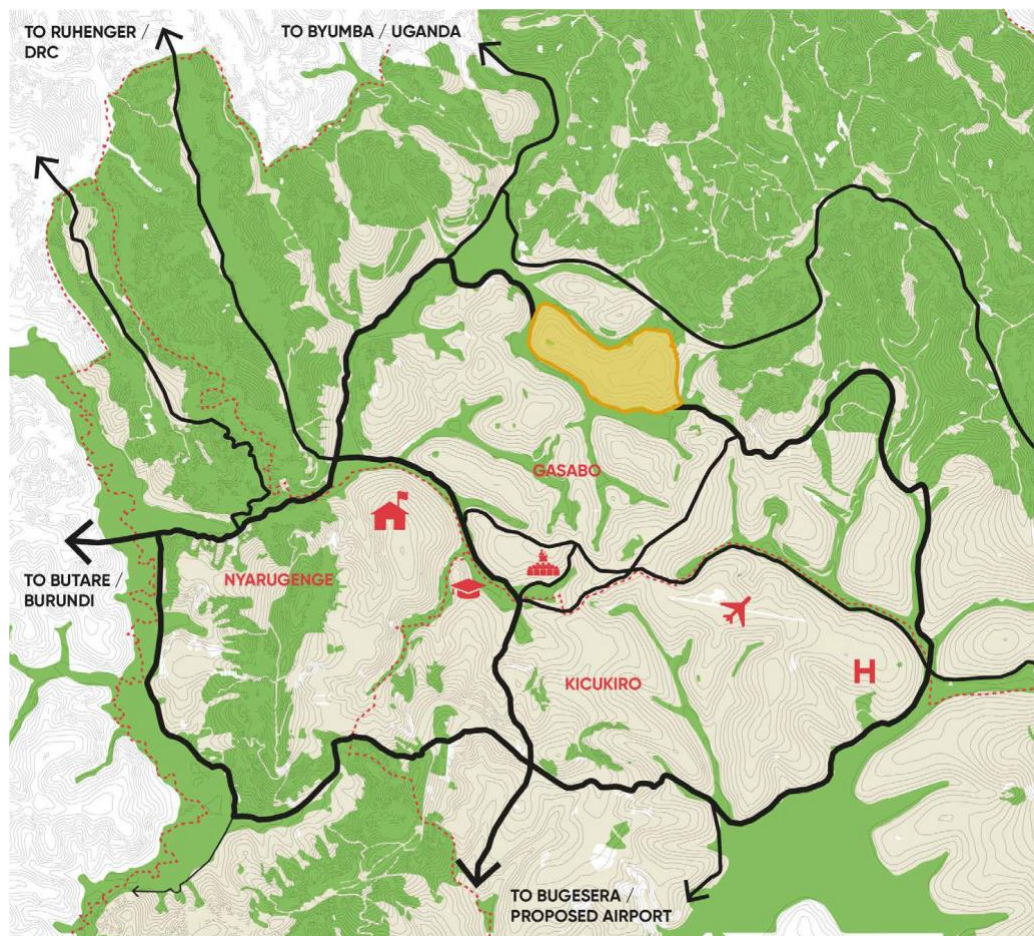 TO RUHENGER /
DRC
TO BYUMBA / UGANDA
GASABO
TO BUTARE /
BURUNDI
NYARUGENGE
KICUKIRO
H
TO BUGESERA /
PROPOSED AIRPORT